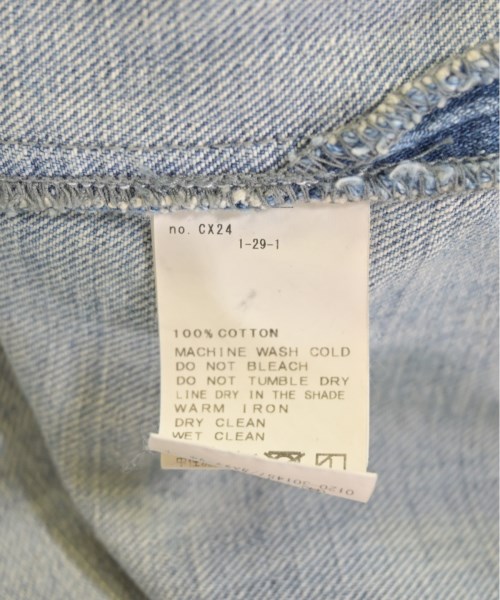 no. CX24
1-29-1
100% COTTON
MACHINE WASH COLD
DO NOT BLEACH
DO NOT TUMBLE DRY
LINE DRY IN THE SHADE
WARM IRON
DRY CLEAN
WET CLEAN